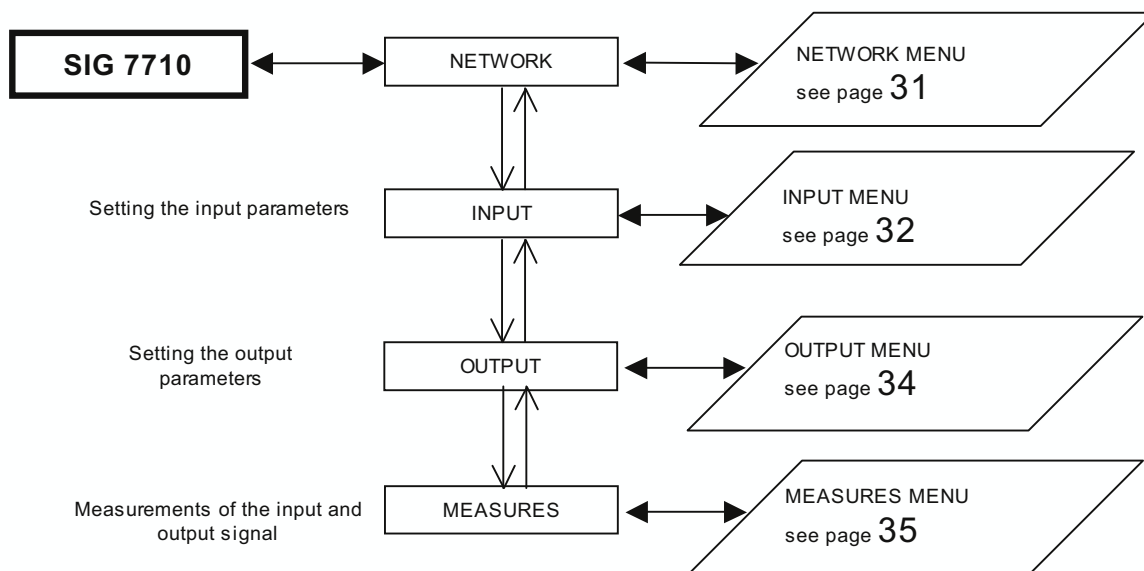 SIG 7710
NETWORK
NETWORK MENU
see page 31
Setting the input parameters
INPUT
INPUT MENU
see page 32
Setting the output
parameters
OUTPUT
OUTPUT MENU
see page 34
Measurements of the input and
output signal
MEASURES
MEASURES MENU
see page 35